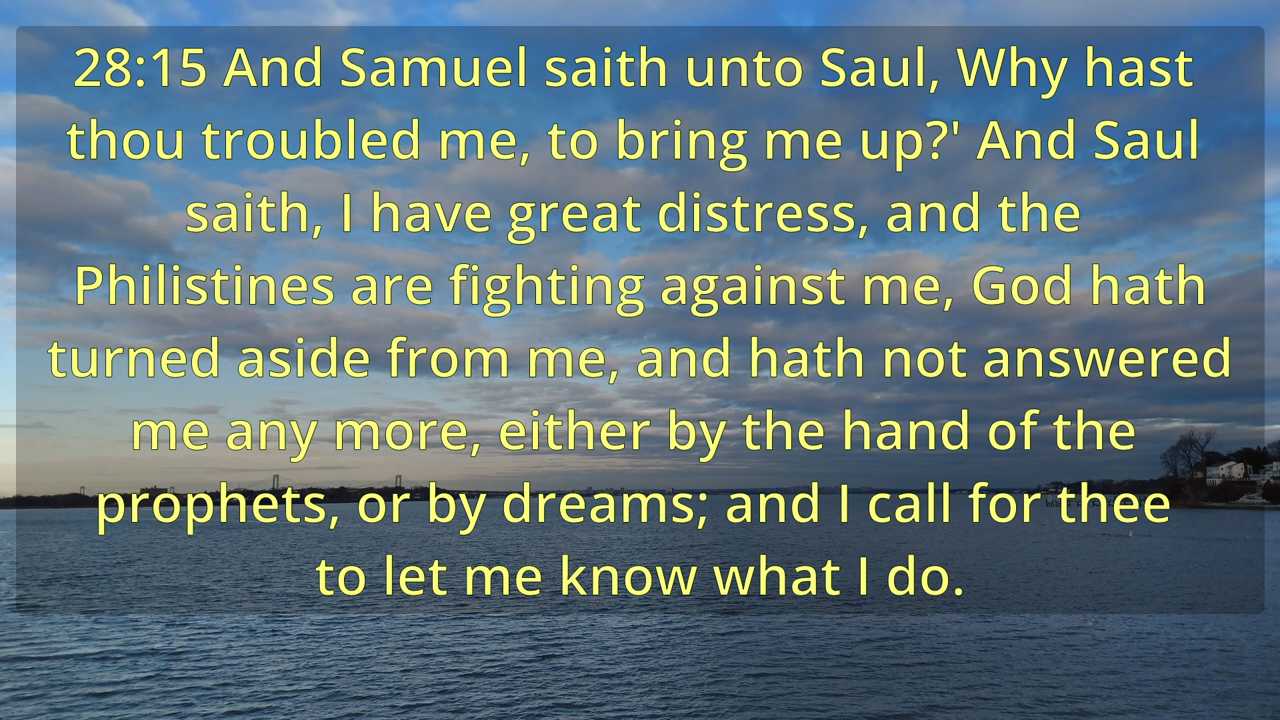 28:15 And Samuel saith unto Saul, Why hast
thou troubled me, to bring me up?' And Saul
saith, I have great distress, and the
Philistines are fighting against me, God hath
turned aside from me, and hath not answered
me any more, either by the hand of the
prophets, or by dreams; and I call for thee
to let me know what I do.